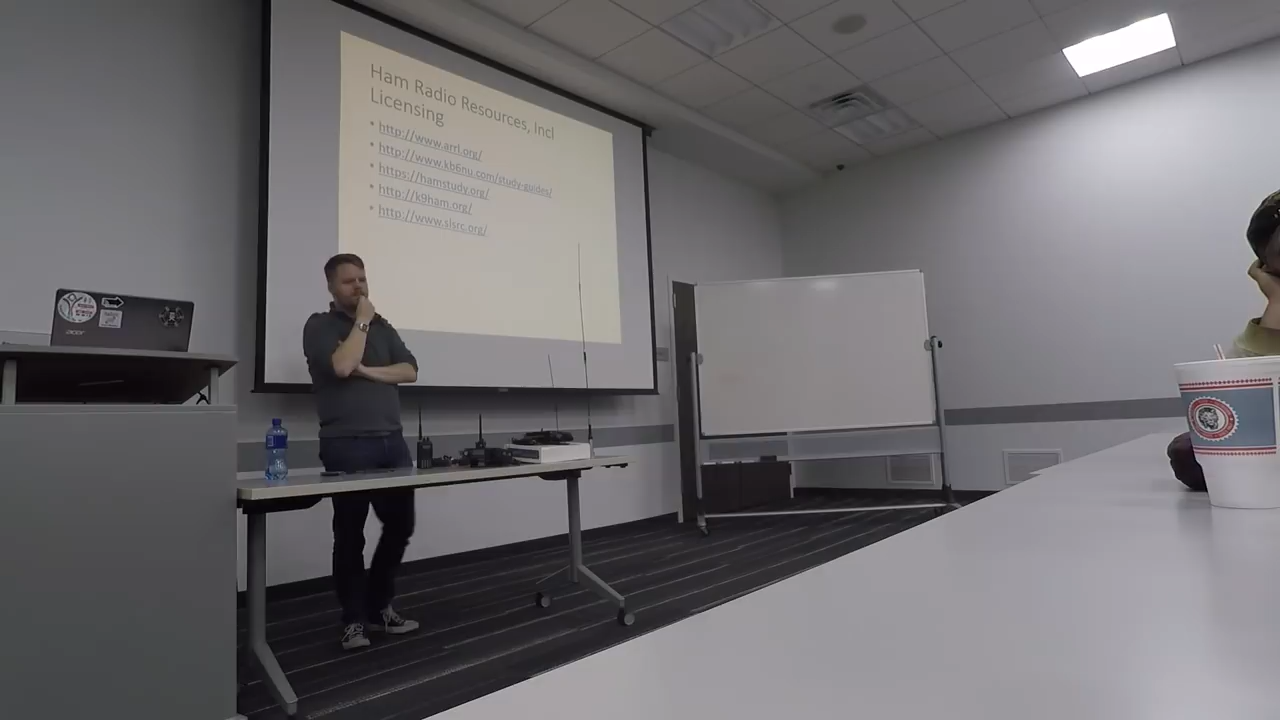 Ham Radio Resources, Incl
Licensing
• http://www.arrl.org/
• http://www.kb6nu.com/study-guides/
• https://hamstudy.org/
• http://k9ham.org/
• http://www.slsrc.org/
acer